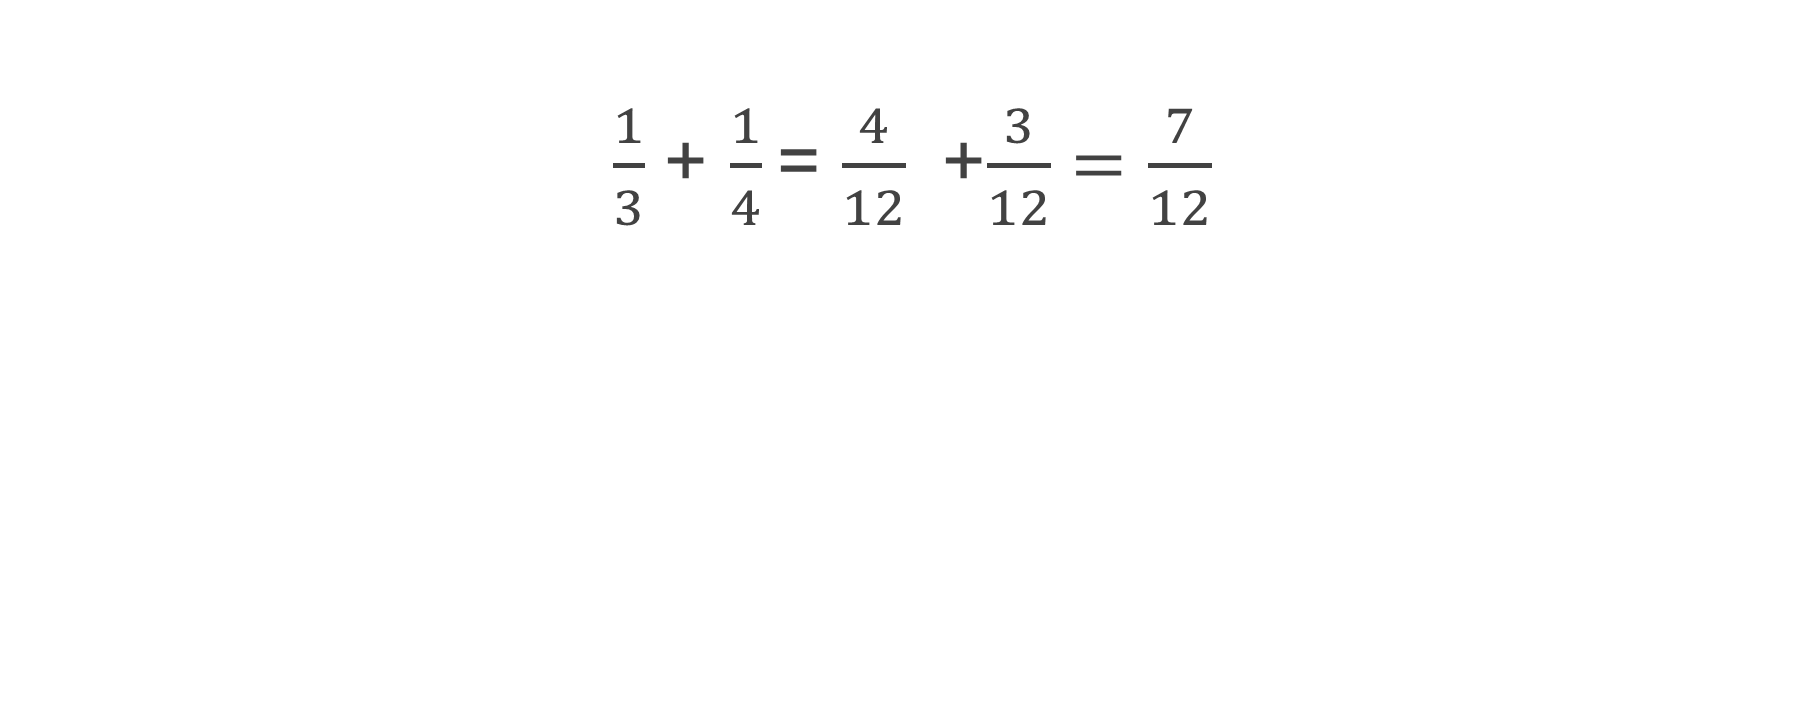 1/3 + 1/4 = 4/12 + 3/12 = 7/12